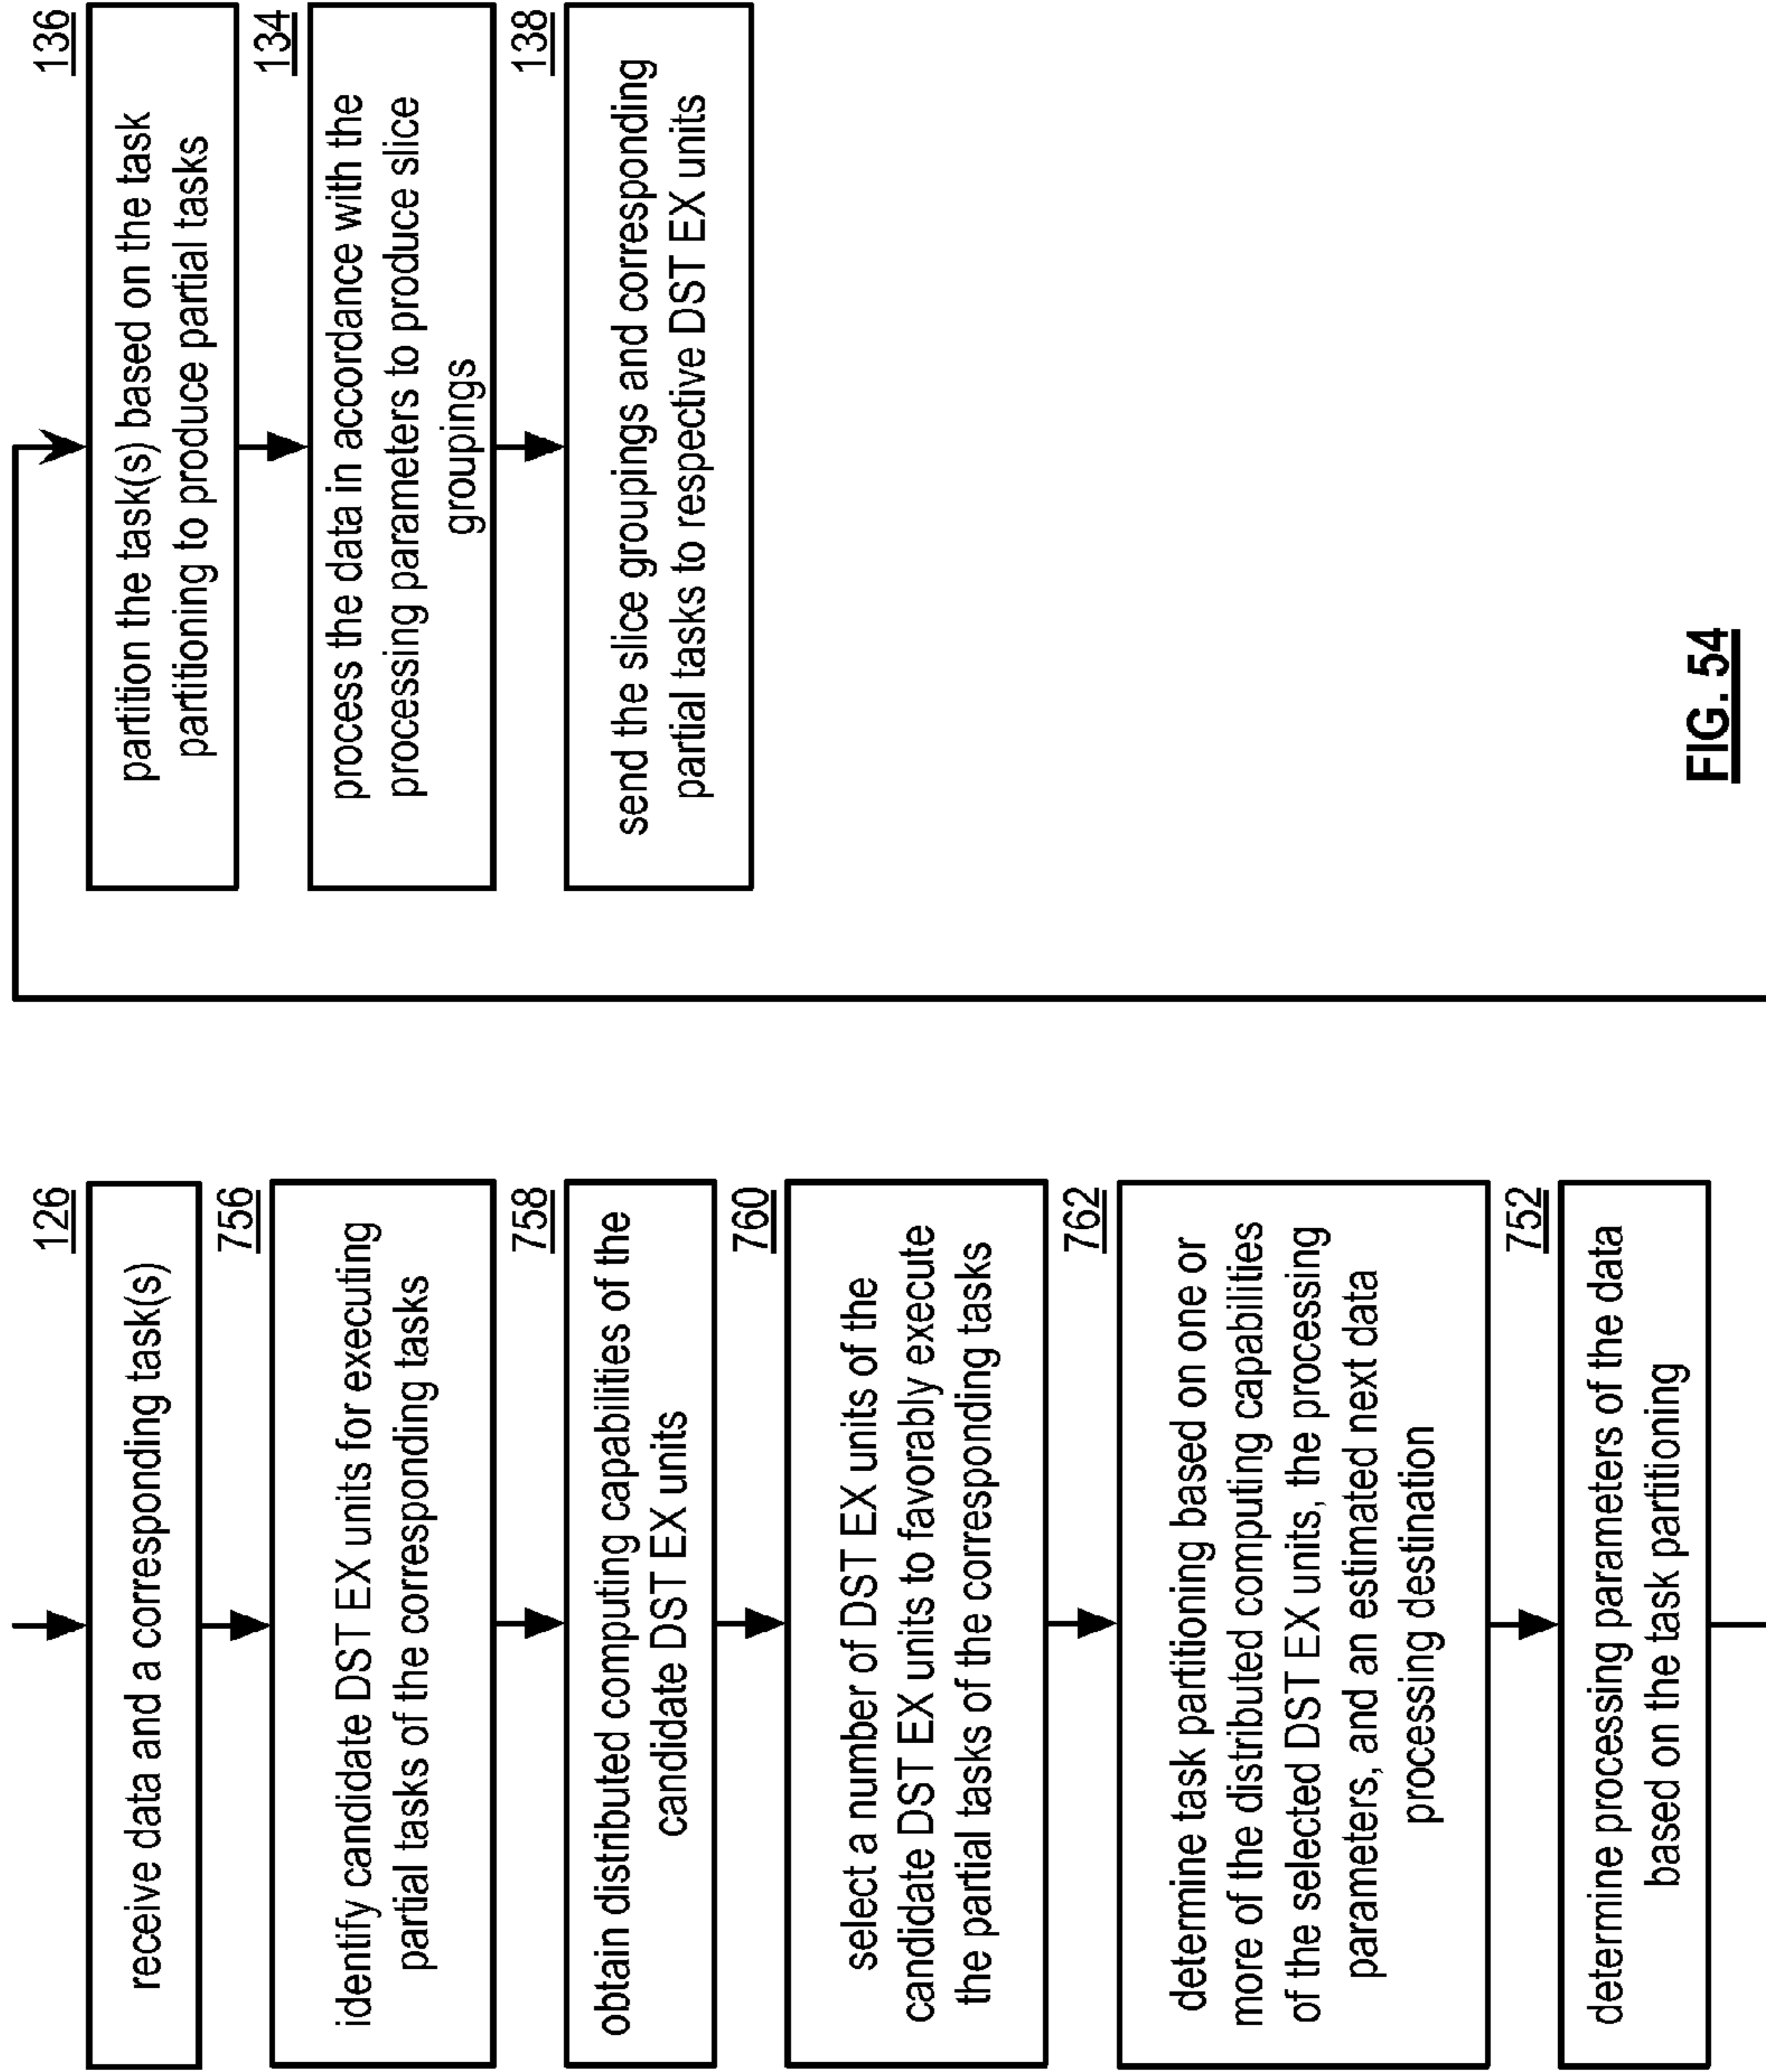 126
receive data and a corresponding task(s)
756
identify candidate DST EX units for executing
partial tasks of the corresponding tasks
758
obtain distributed computing capabilities of the
candidate DST EX units
760
select a number of DST EX units of the
candidate DST EX units to favorably execute
the partial tasks of the corresponding tasks
762
determine task partitioning based on one or
more of the distributed computing capabilities
of the selected DST EX units, the processing
parameters, and an estimated next data
processing destination
752
determine processing parameters of the data
based on the task partitioning
136
partition the task(s) based on the task
partitioning to produce partial tasks
134
process the data in accordance with the
processing parameters to produce slice
groupings
138
send the slice groupings and corresponding
partial tasks to respective DST EX units
FIG. 54